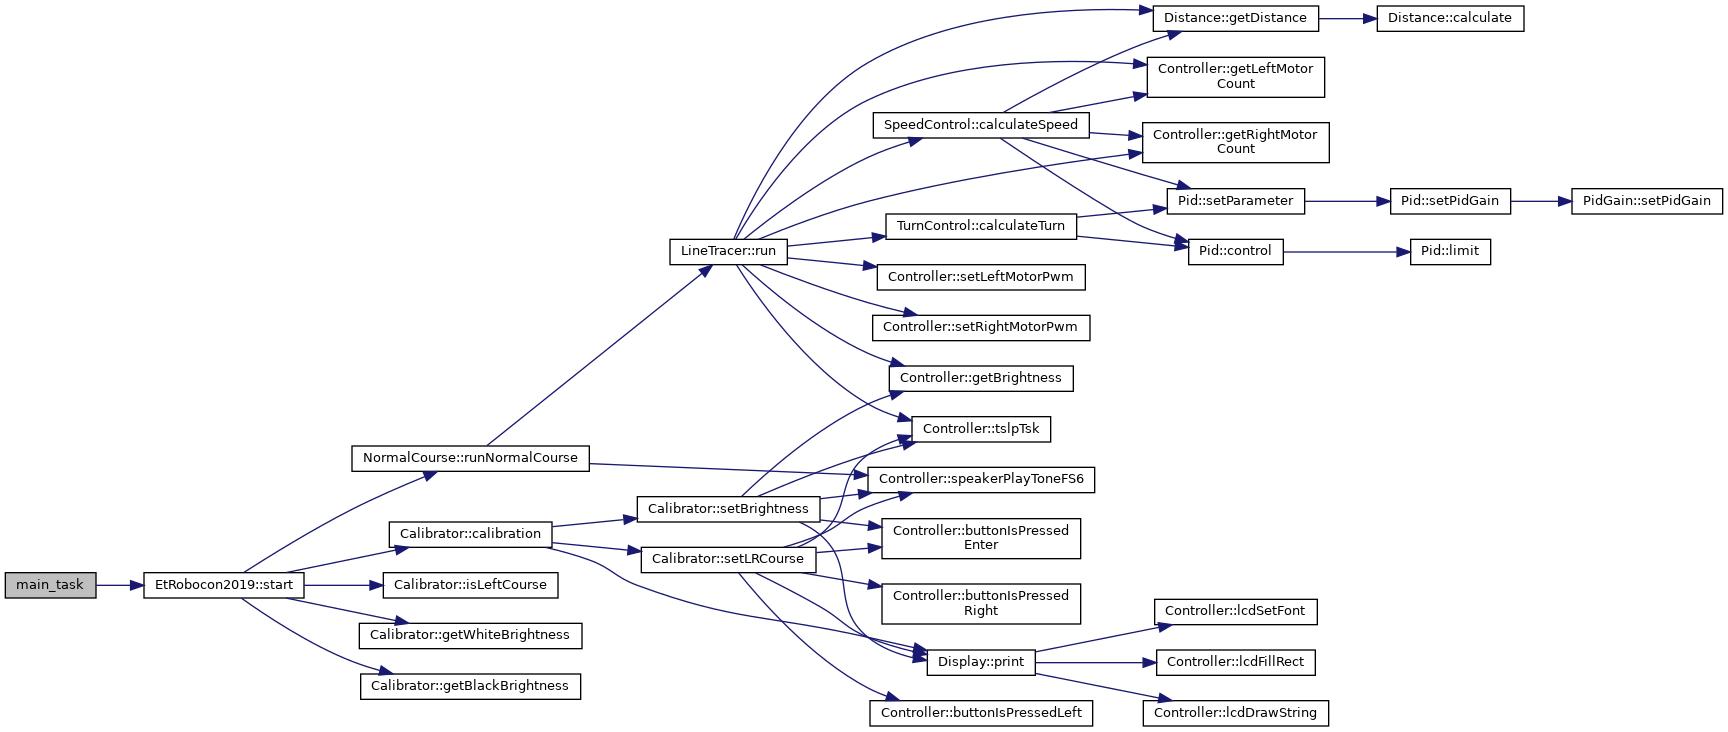 Distance::getDistance
Distance::calculate
Controller::getLeftMotor
Count
SpeedControl::calculateSpeed
Controller::getRightMotor
Count
Pid::setParameter
Pid::setPidGain
PidGain::setPidGain
TurnControl::calculateTurn
LineTracer::run
Pid::control
Pid::limit
Controller::setLeftMotorPwm
Controller::setRightMotorPwm
Controller::getBrightness
Controller::tslpTsk
NormalCourse::runNormalCourse
Controller::speakerPlayToneFS6
Calibrator::setBrightness
Calibrator::calibration
Controller::buttonIsPressed
Enter
Calibrator::setLRCourse
main_task
EtRobocon2019::start
Calibrator::isLeftCourse
Controller::buttonIsPressed
Right
Controller::lcdSetFont
Calibrator::getWhiteBrightness
Display::print
Controller::lcdFillRect
Calibrator::getBlackBrightness
Controller::buttonIsPressedLeft
Controller::lcdDrawString